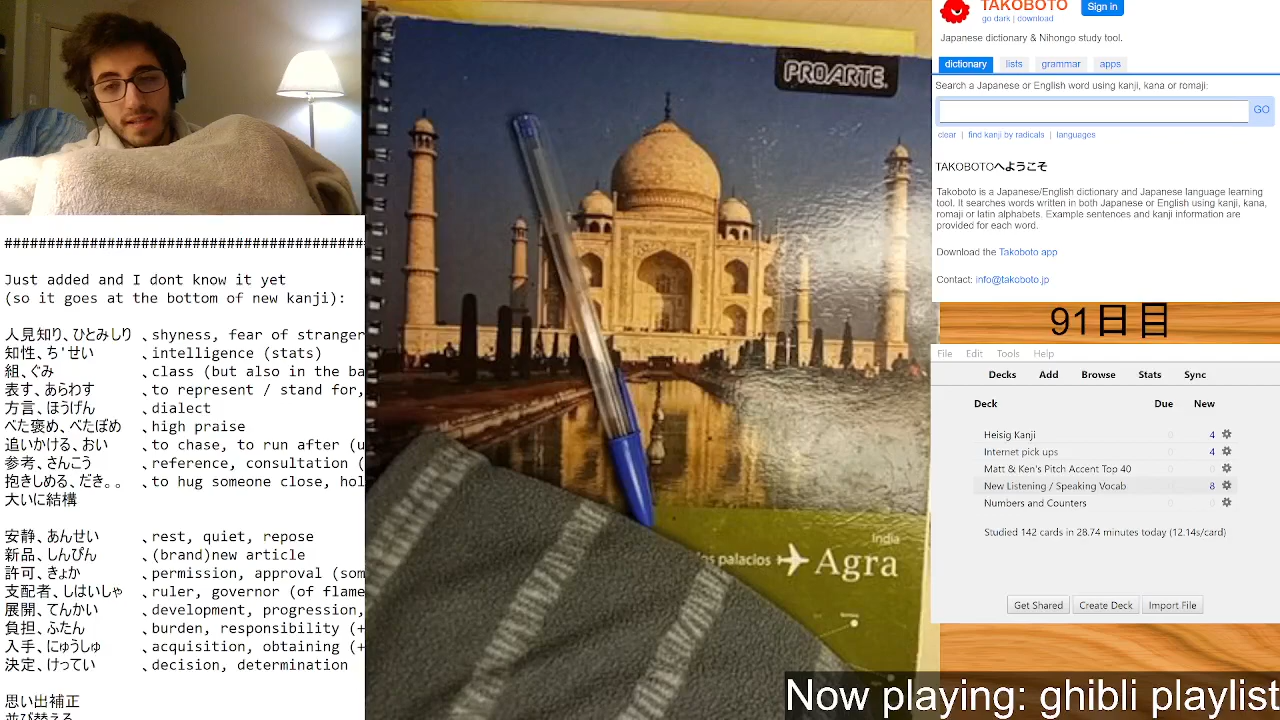 ##########################################
Just added and I dont know it yet
(so it goes at the bottom of new kanji):
人見知り、ひとみしり 、shyness, fear of stranger
知性、ち'せい 、intelligence (stats)
組、ぐみ 、class (but also in the ba
表す、あらわす 、to represent / stand for,
方言、ほうげん 、dialect
べた褒め、べたぼめ 、high praise
追いかける、おい 、to chase, to run after (u
参考、さんこう 、reference, consultation (
抱きしめる、だき。。 、to hug someone close, hol
大いに結構
安静、あんせい 、rest, quiet, repose
新品、しんぴん 、(brand)new article
許可、きょか 、permission, approval (som
支配者、しはいしゃ 、ruler, governor (of flame
展開、てんかい 、development, progression,
負担、ふたん 、burden, responsibility (+
入手、にゅうしゅ 、acquisition, obtaining (+
決定、けってい 、decision, determination
思い出補正
並び替える
PROARTE.
India
los palacios Agra
TAKOBOTO
Sign in
go dark | download
Japanese dictionary & Nihongo study tool.
dictionary lists grammar apps
Search a Japanese or English word using kanji, kana or romaji:
GO
clear | find kanji by radicals | languages
TAKOBOTOへようこそ
Takoboto is a Japanese/English dictionary and Japanese language learning
tool. It searches words written in both Japanese or English using kanji, kana,
romaji or latin alphabets. Example sentences and kanji information are
provided for each word.
Download the Takoboto app
Contact: info@takoboto.jp
91日目
File Edit Tools Help
Decks Add Browse Stats Sync
Deck Due New
Heisig Kanji 0 4
Internet pick ups 0 4
Matt & Ken's Pitch Accent Top 40 0 0
New Listening / Speaking Vocab 0 8
Numbers and Counters 0 0
Studied 142 cards in 28.74 minutes today (12.14s/card)
Get Shared Create Deck Import File
Now playing: ghibli playlist